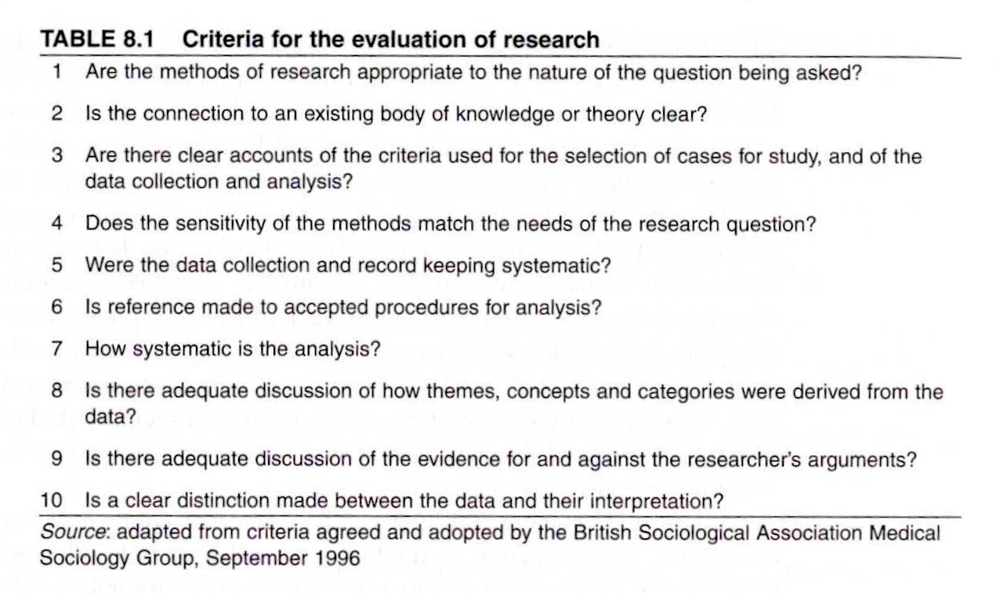 TABLE 8.1 Criteria for the evaluation of research
1 Are the methods of research appropriate to the nature of the question being asked?
2 Is the connection to an existing body of knowledge or theory clear?
3 Are there clear accounts of the criteria used for the selection of cases for study, and of the
data collection and analysis?
4 Does the sensitivity of the methods match the needs of the research question?
5 Were the data collection and record keeping systematic?
6 Is reference made to accepted procedures for analysis?
7 How systematic is the analysis?
8 Is there adequate discussion of how themes, concepts and categories were derived from the
data?
9 Is there adequate discussion of the evidence for and against the researcher's arguments?
10 Is a clear distinction made between the data and their interpretation?
Source: adapted from criteria agreed and adopted by the British Sociological Association Medical
Sociology Group, September 1996